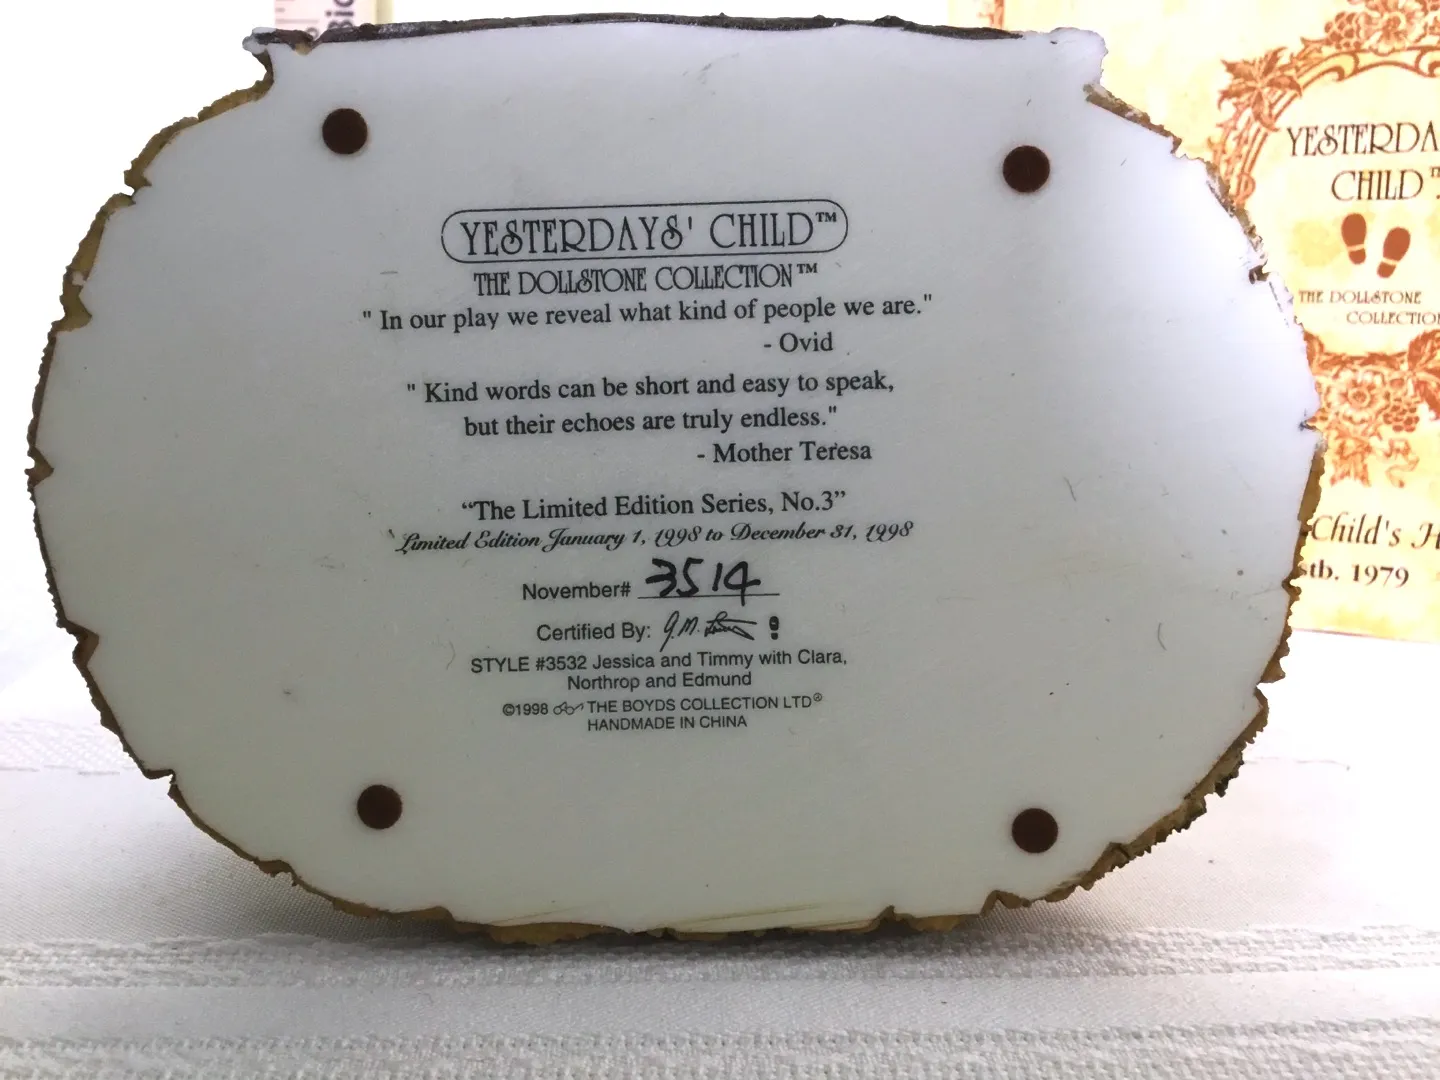 YESTERDAYS' CHILD™
THE DOLLSTONE COLLECTION™
" In our play we reveal what kind of people we are."
- Ovid
" Kind words can be short and easy to speak,
but their echoes are truly endless."
- Mother Teresa
“The Limited Edition Series, No.3”
Limited Edition January 1, 1998 to December 31, 1998
November# 3514
Certified By: G.M.
STYLE #3532 Jessica and Timmy with Clara,
Northrop and Edmund
©1998 THE BOYDS COLLECTION LTD®
HANDMADE IN CHINA
YESTERDA
CHILD™
THE DOLLSTONE
COLLECTIO
Child's H
stb. 1979